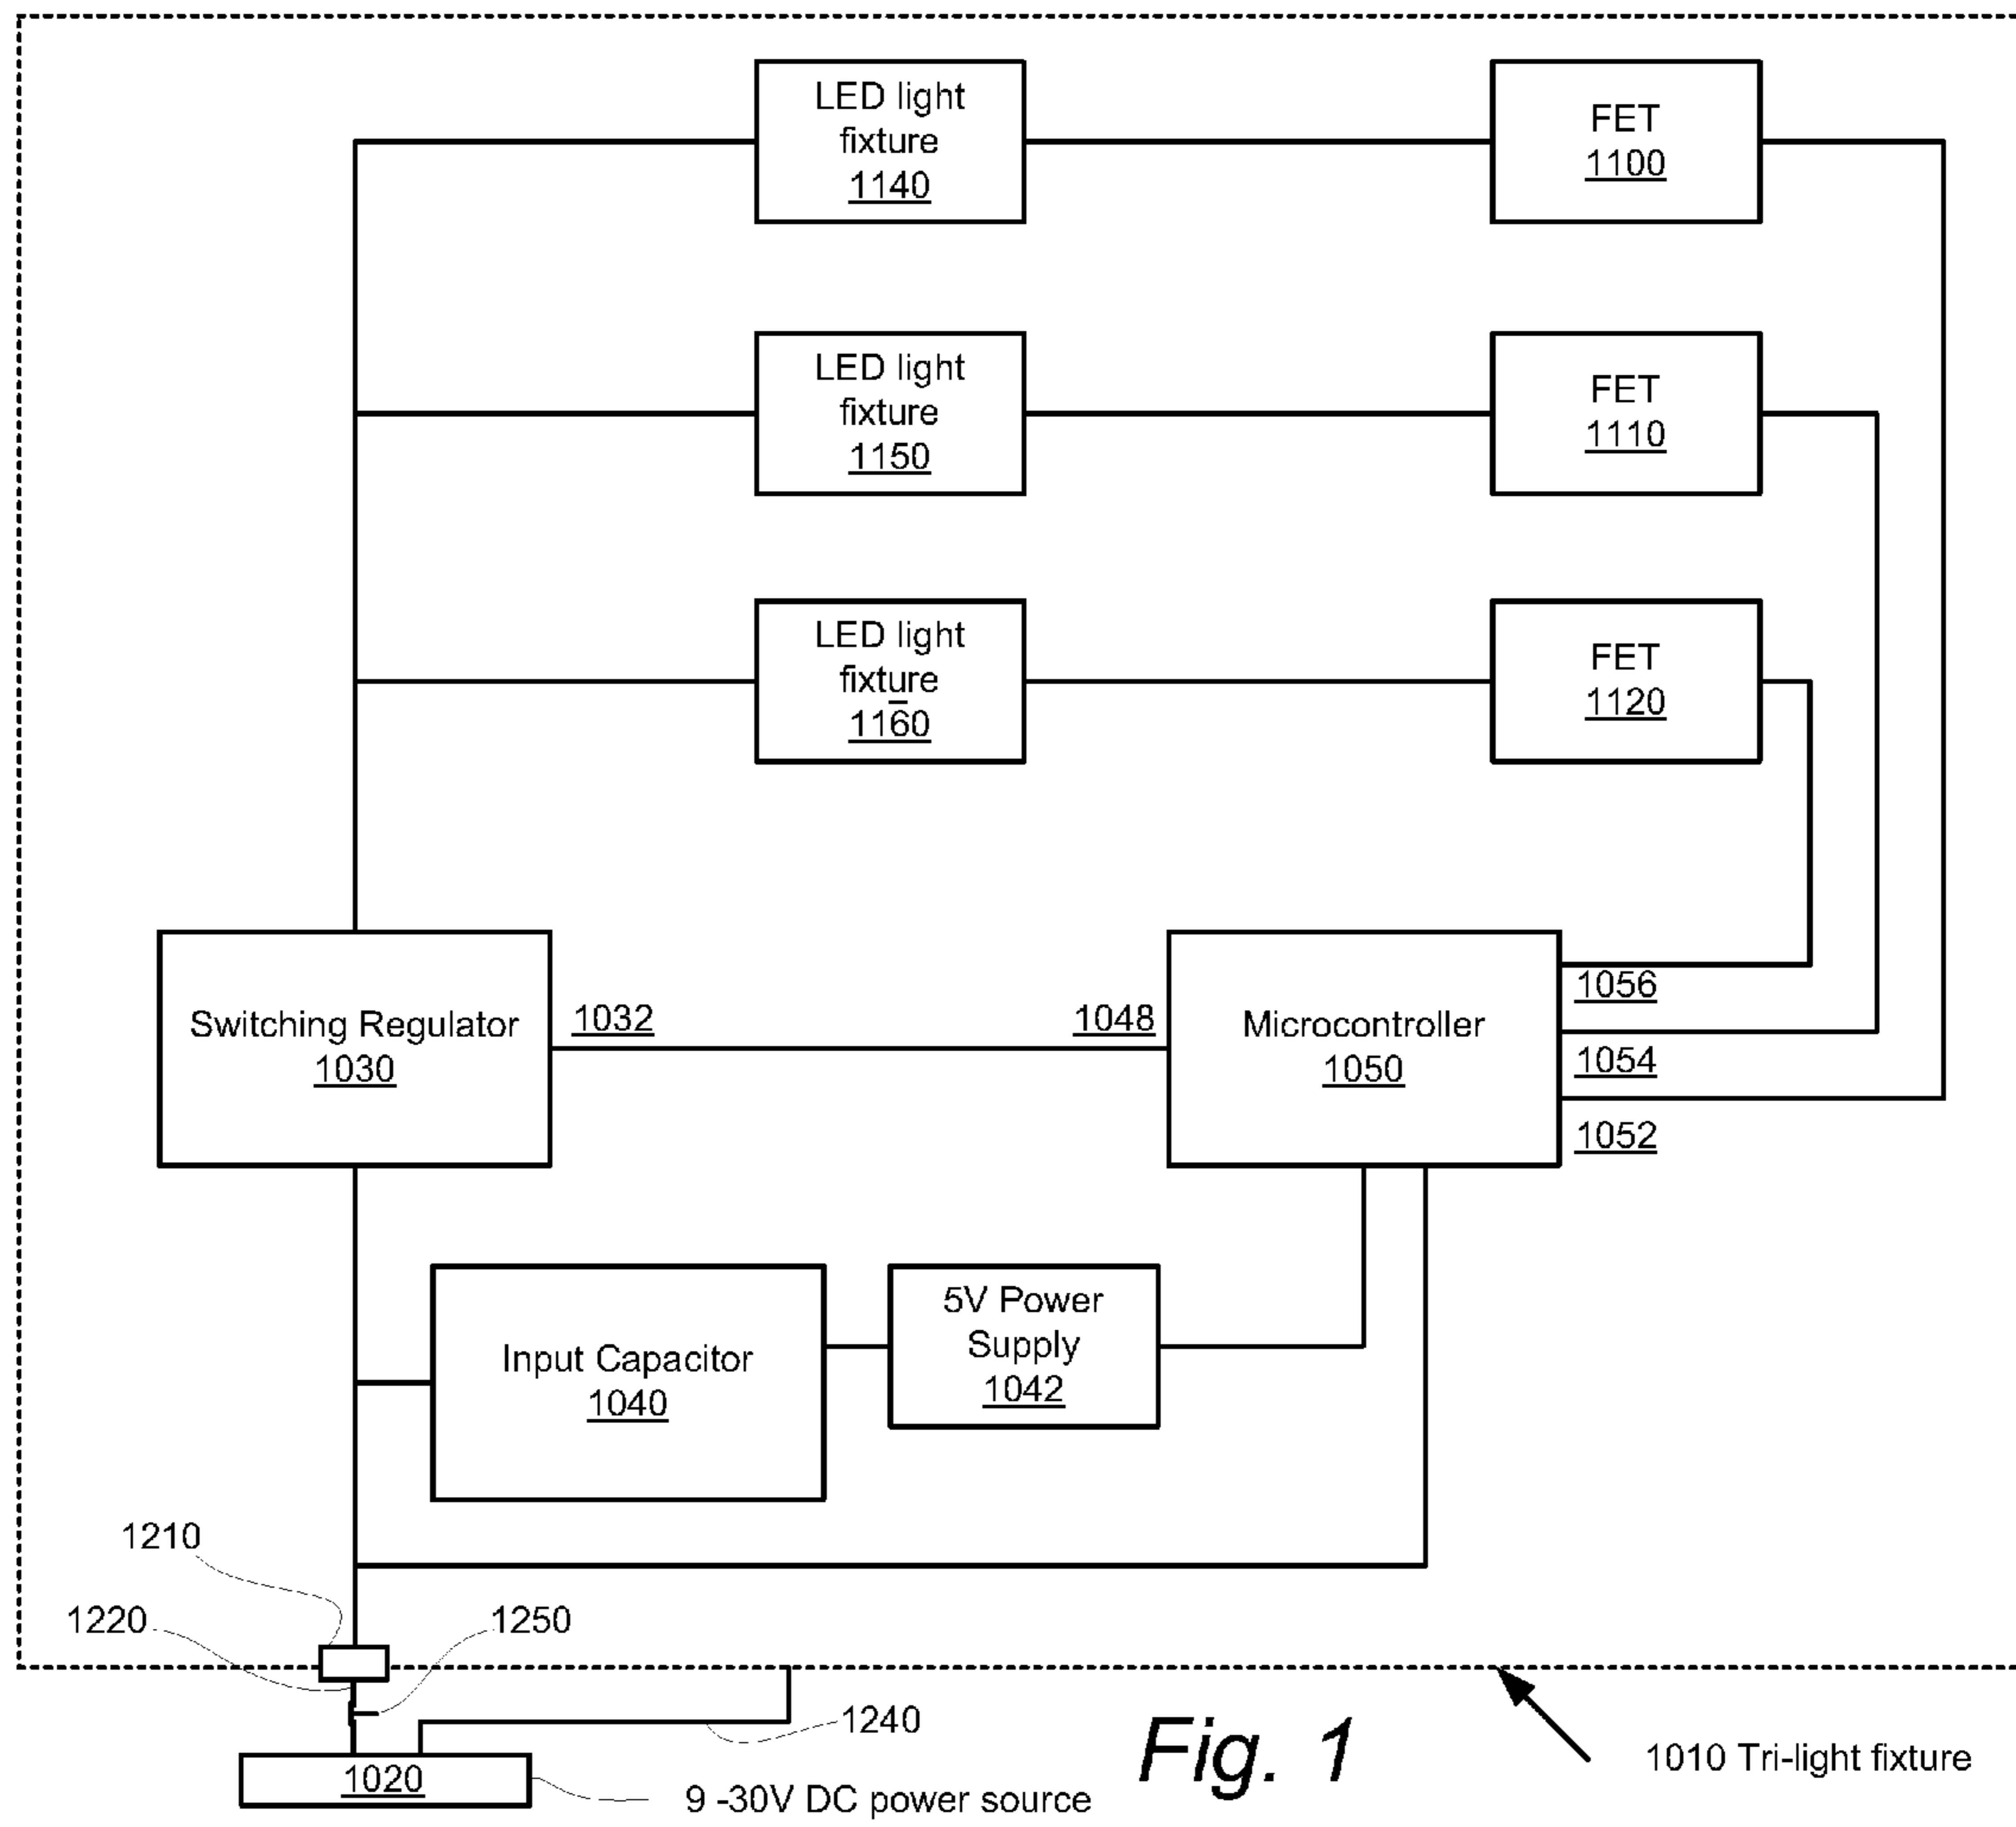 LED light
fixture
1140
FET
1100
LED light
fixture
1150
FET
1110
LED light
fixture
1160
FET
1120
Switching Regulator
1030
1032
1048
Microcontroller
1050
1056
1054
1052
Input Capacitor
1040
5V Power
Supply
1042
1210
1220
1250
1240
1020
9 -30V DC power source
Fig. 1
1010 Tri-light fixture